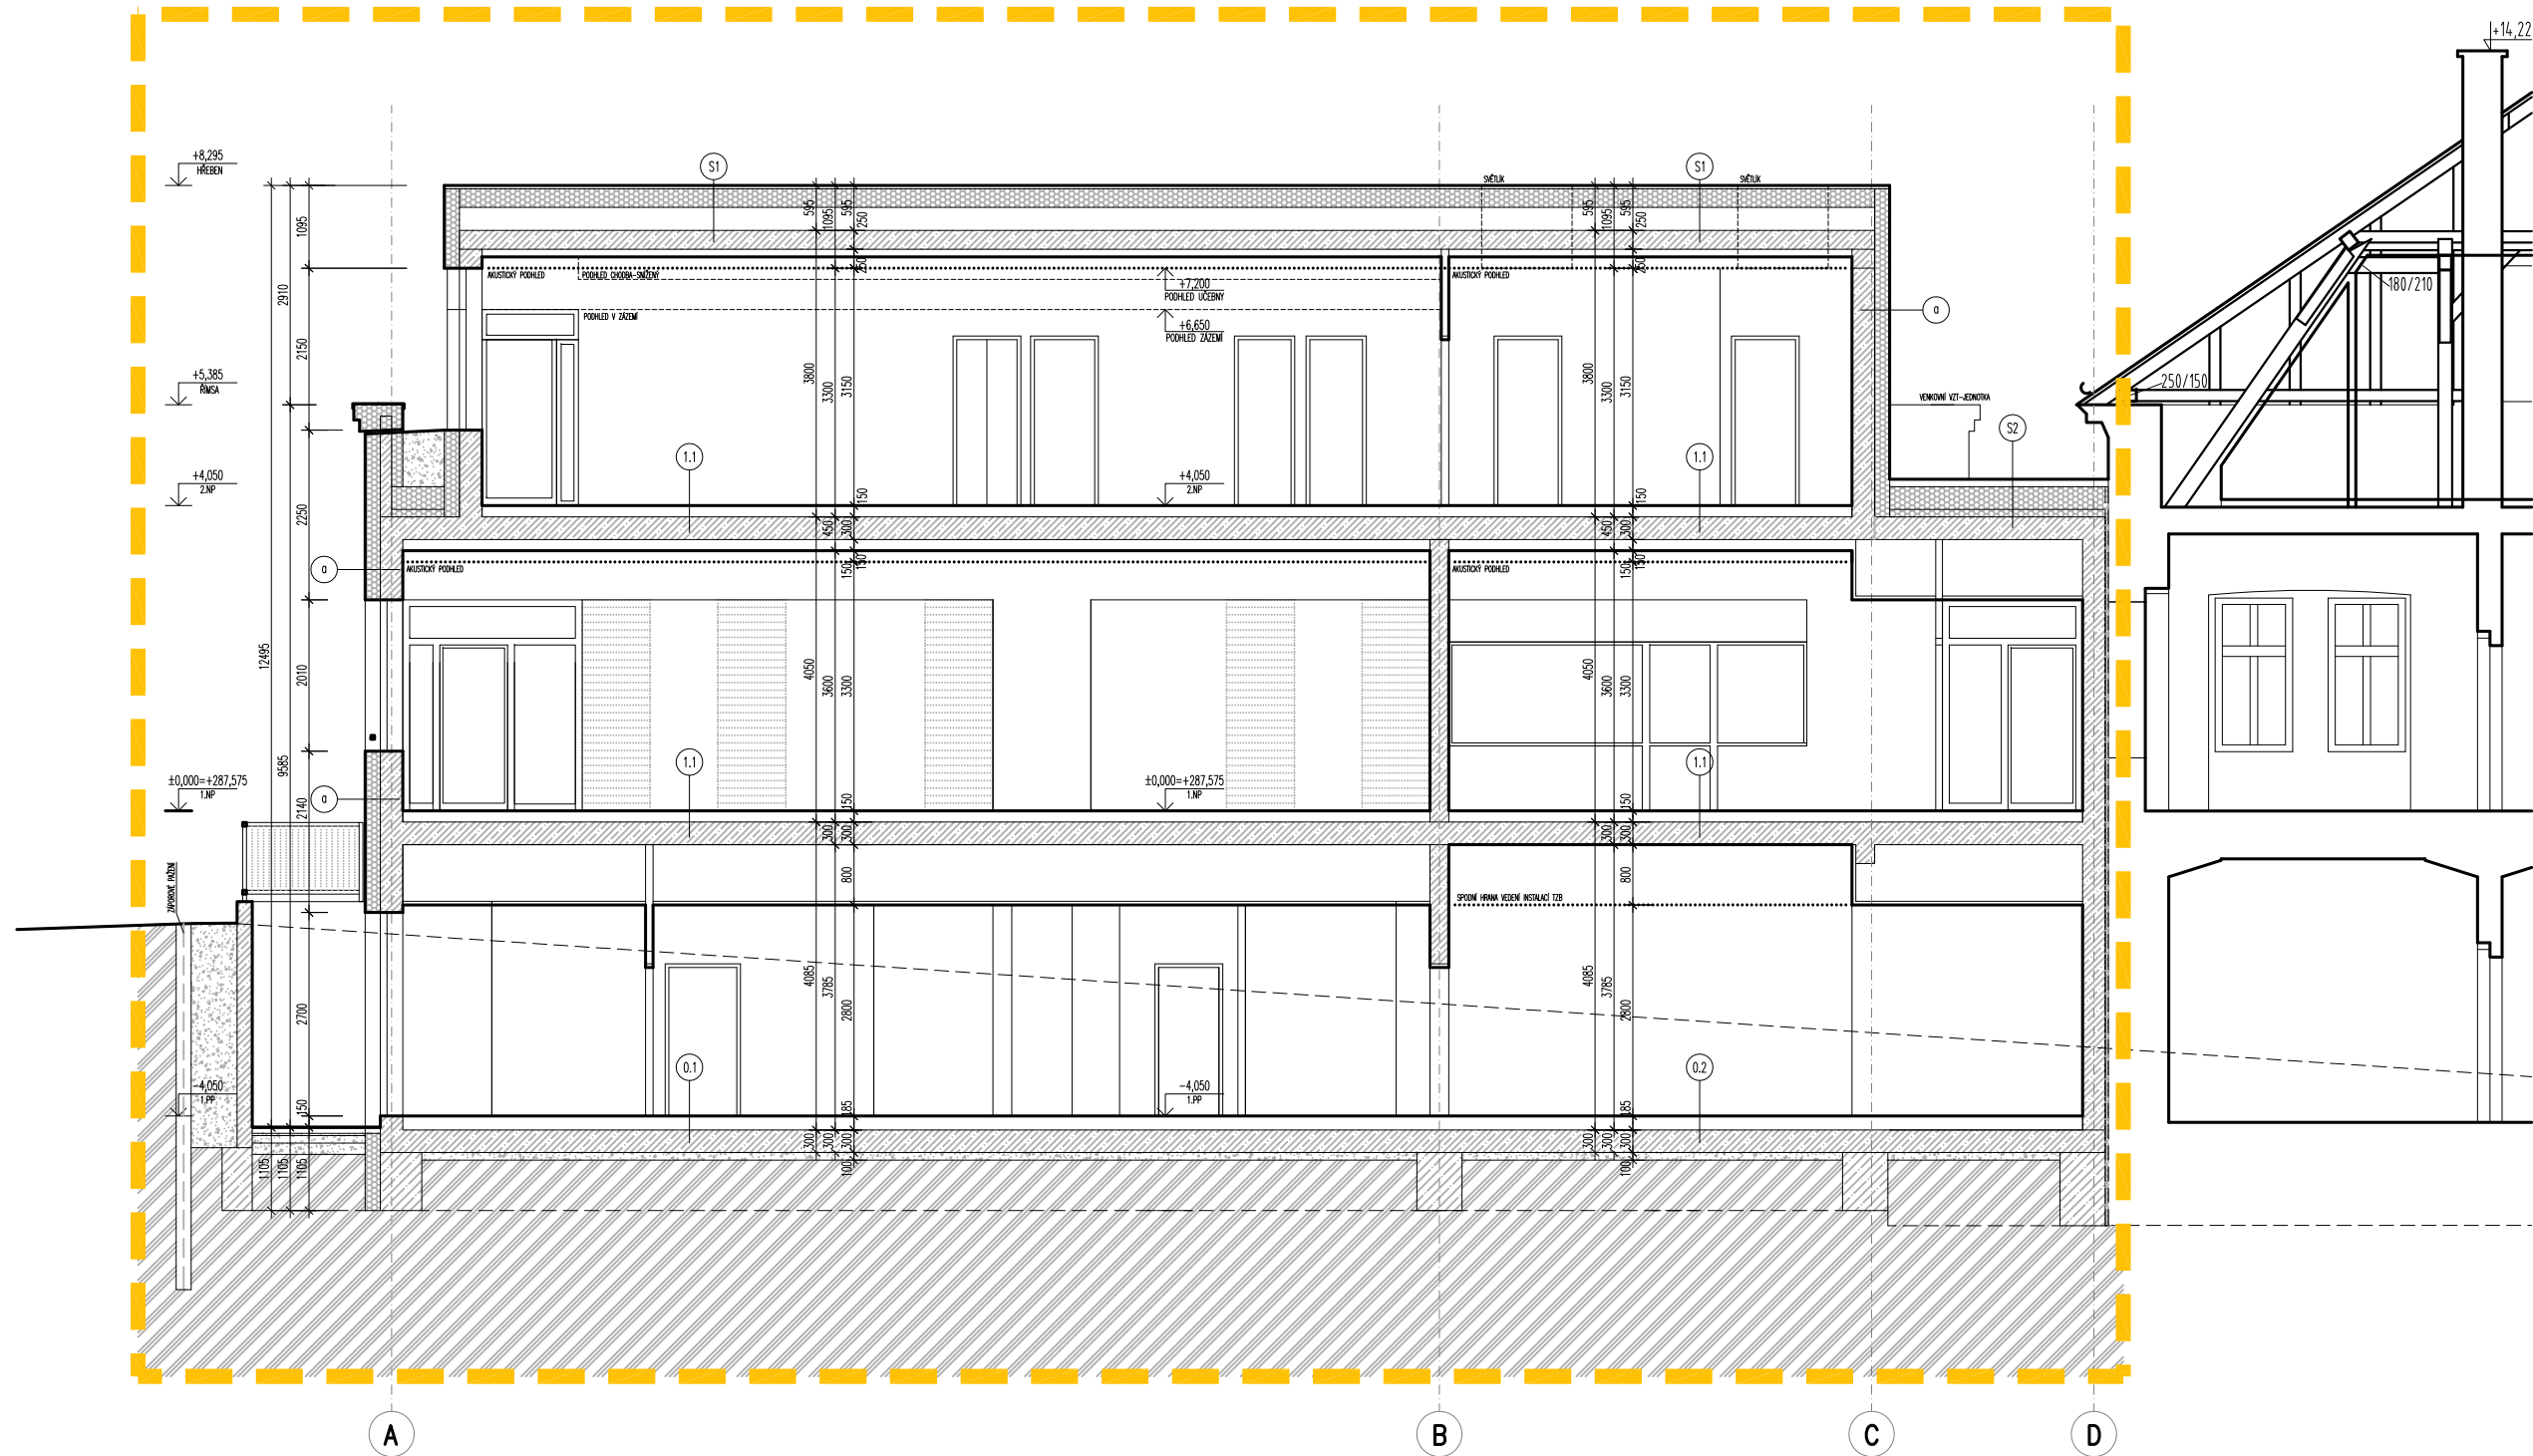 +14,22
+8,295
HŘEBEN
S1
S1
SVĚTLÍK
SVĚTLÍK
595
1095
595
250
595
1095
595
250
1095
250
250
AKUSTICKÝ PODHLED
PODHLED CHODBA-SNÍŽENÝ
AKUSTICKÝ PODHLED
+7,200
PODHLED UČEBNY
180/210
2910
PODHLED V ZÁZEMÍ
+6,650
PODHLED ZÁZEMÍ
a
2150
3800
3300
3150
3800
3300
3150
+5,385
ŘÍMSA
250/150
VENKOVNÍ VZT-JEDNOTKA
S2
1.1
1.1
+4,050
2.NP
+4,050
2.NP
150
150
2250
450
300
450
300
a
AKUSTICKÝ PODHLED
150
150
AKUSTICKÝ PODHLED
150
150
12495
2010
4050
3600
3300
4050
3600
3300
9585
1.1
1.1
±0,000=+287,575
1.NP
±0,000=+287,575
1.NP
a
2140
150
150
300
300
300
300
ZÁPOROVÉ PAŽENÍ
800
800
SPODNÍ HRANA VEDENÍ INSTALACÍ TZB
2700
4085
3785
2800
4085
3785
2800
0.1
0.2
-4,050
1.PP
-4,050
1.PP
150
185
185
300
300
300
300
300
300
1105
1105
1105
100
100
A
B
C
D